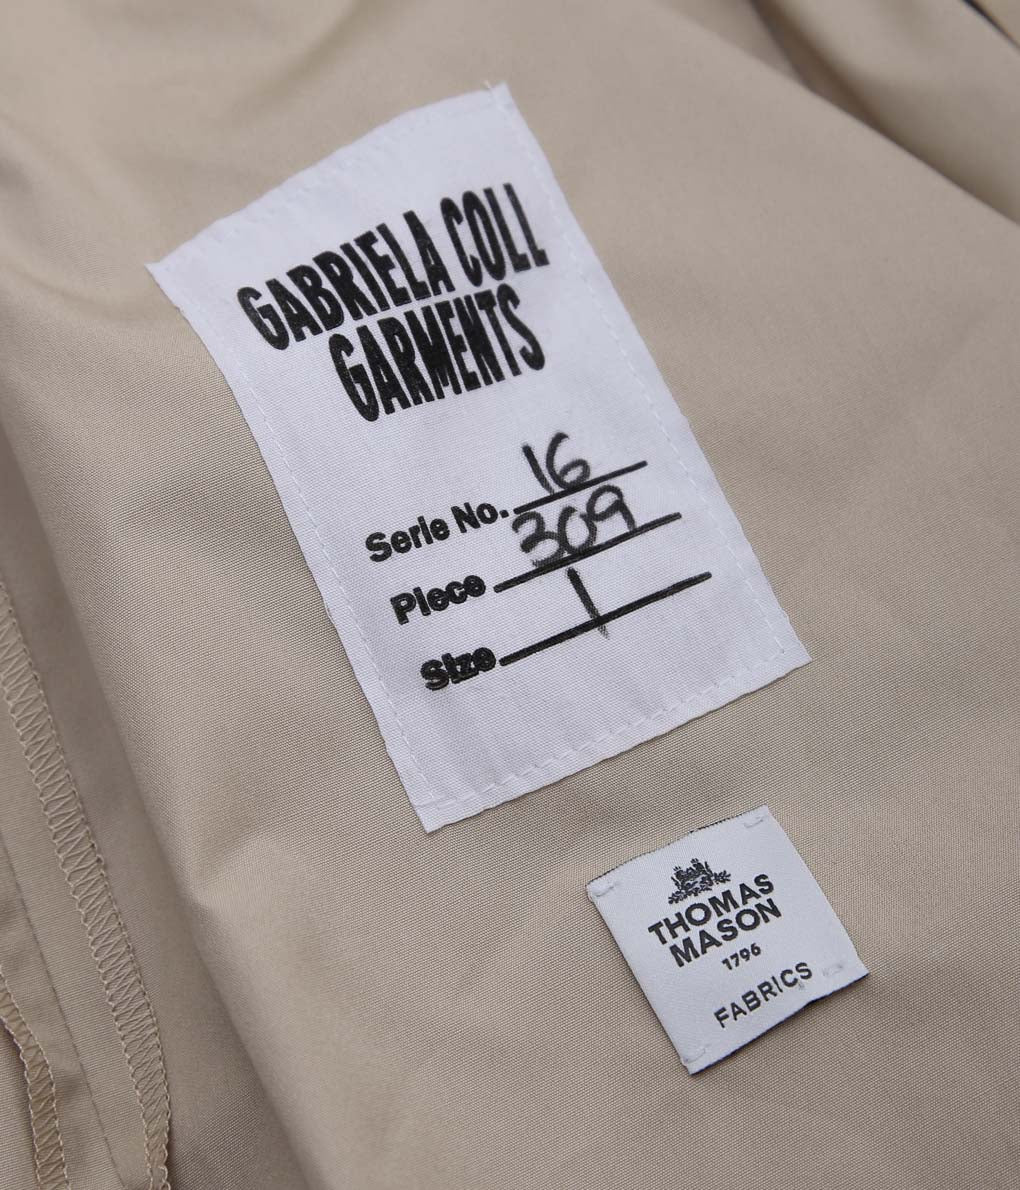 GABRIELA COLL
GARMENTS
Serie No. 16
Piece 309
Size 1
THOMAS
MASON
1796
FABRICS